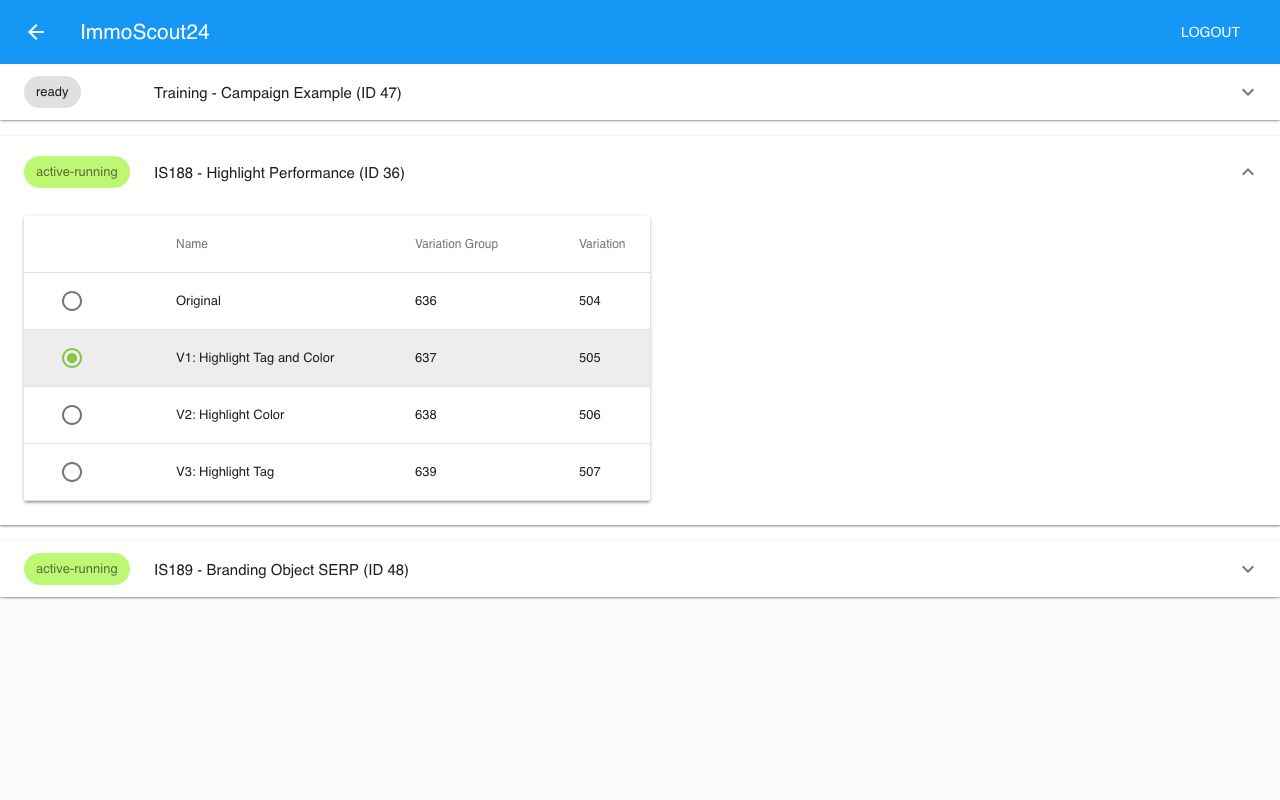 ImmoScout24 LOGOUT
ready Training - Campaign Example (ID 47)
active-running IS188 - Highlight Performance (ID 36)
Name Variation Group Variation
Original 636 504
V1: Highlight Tag and Color 637 505
V2: Highlight Color 638 506
V3: Highlight Tag 639 507
active-running IS189 - Branding Object SERP (ID 48)